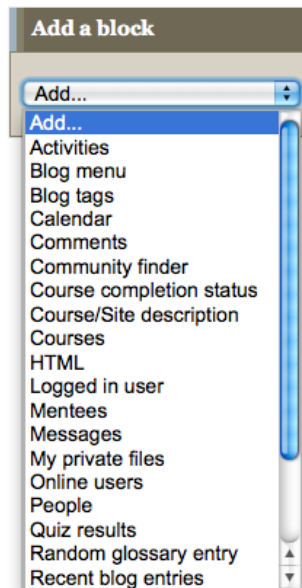 Add a block
Add...
Add...
Activities
Blog menu
Blog tags
Calendar
Comments
Community finder
Course completion status
Course/Site description
Courses
HTML
Logged in user
Mentees
Messages
My private files
Online users
People
Quiz results
Random glossary entry
Recent blog entries